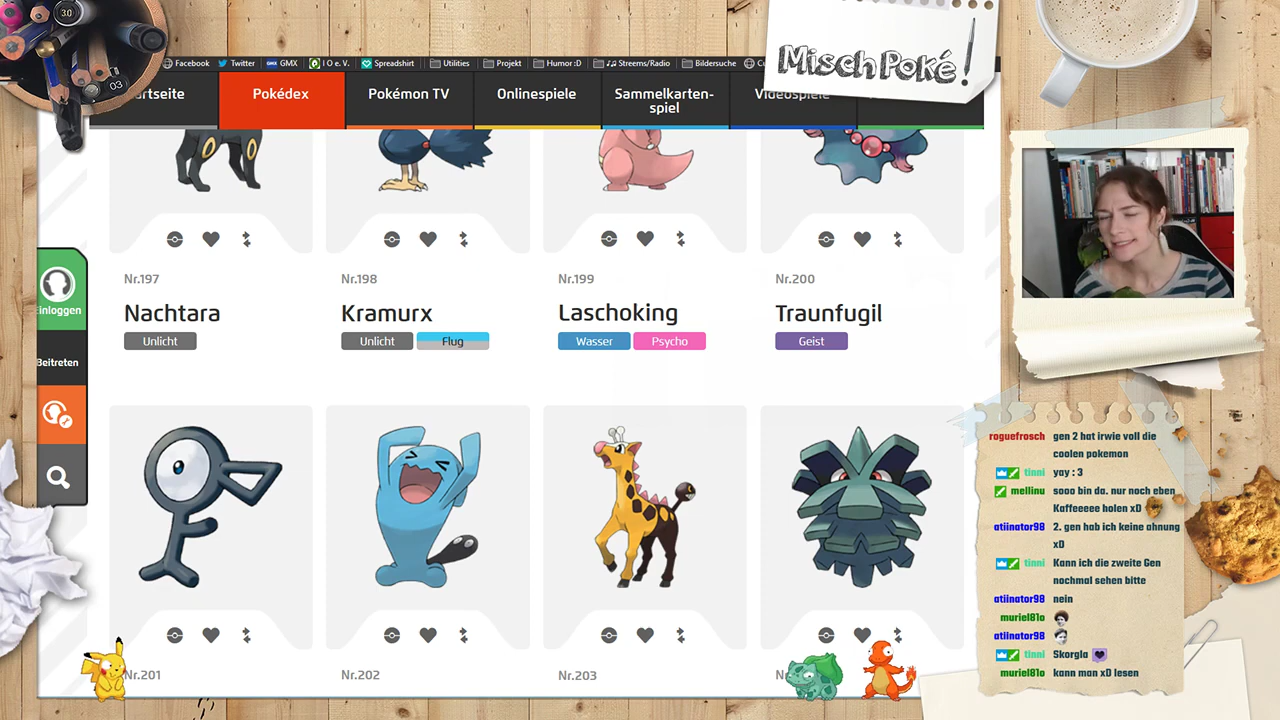 3.0
03
Facebook Twitter GMX I O e. V. Spreadshirt Utilities Projekt Humor :D Streems/Radio Bildersuche
MischPoké!
Pokédex
Pokémon TV
Onlinespiele
Sammelkarten-
spiel
Videospiele
Einloggen
Beitreten
Nr.197
Nachtara
Unlicht
Nr.198
Kramurx
Unlicht Flug
Nr.199
Laschoking
Wasser Psycho
Nr.200
Traunfugil
Geist
Nr.201
Nr.202
Nr.203
roguefrosch gen 2 hat irwie voll die
coolen pokemon
tinni yay : 3
mellinu sooo bin da. nur noch eben
Kaffeeeee holen xD
atiinator98 2. gen hab ich keine ahnung
xD
tinni Kann ich die zweite Gen
nochmal sehen bitte
atiinator98 nein
muriel81o
atiinator98
tinni Skorgla
muriel81o kann man xD lesen